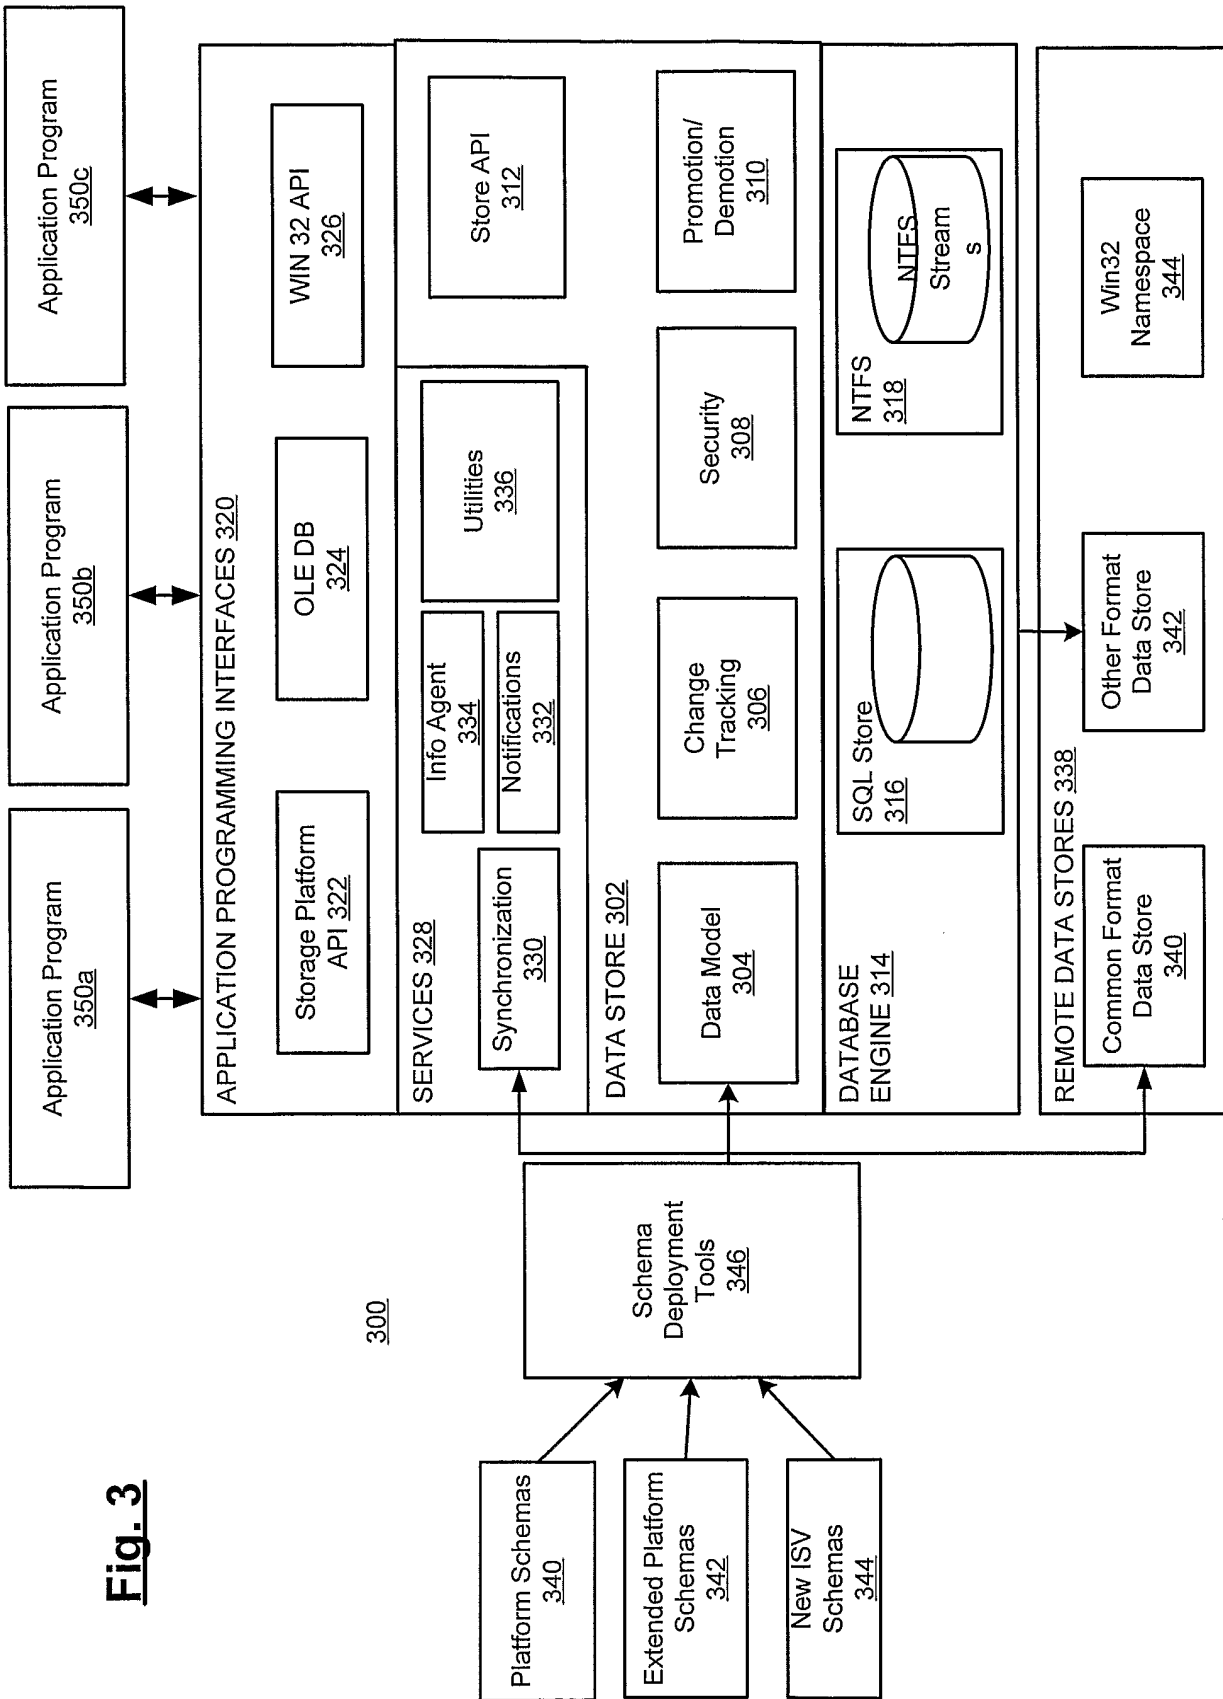 Fig. 3
300
Application Program
350a
Application Program
350b
Application Program
350c
APPLICATION PROGRAMMING INTERFACES 320
Storage Platform
API 322
OLE DB
324
WIN 32 API
326
SERVICES 328
Synchronization
330
Info Agent
334
Notifications
332
Utilities
336
Store API
312
DATA STORE 302
Data Model
304
Change
Tracking
306
Security
308
Promotion/
Demotion
310
DATABASE
ENGINE 314
SQL Store
316
NTFS
318
NTFS
Stream
s
REMOTE DATA STORES 338
Common Format
Data Store
340
Other Format
Data Store
342
Win32
Namespace
344
Schema
Deployment
Tools
346
Platform Schemas
340
Extended Platform
Schemas
342
New ISV
Schemas
344